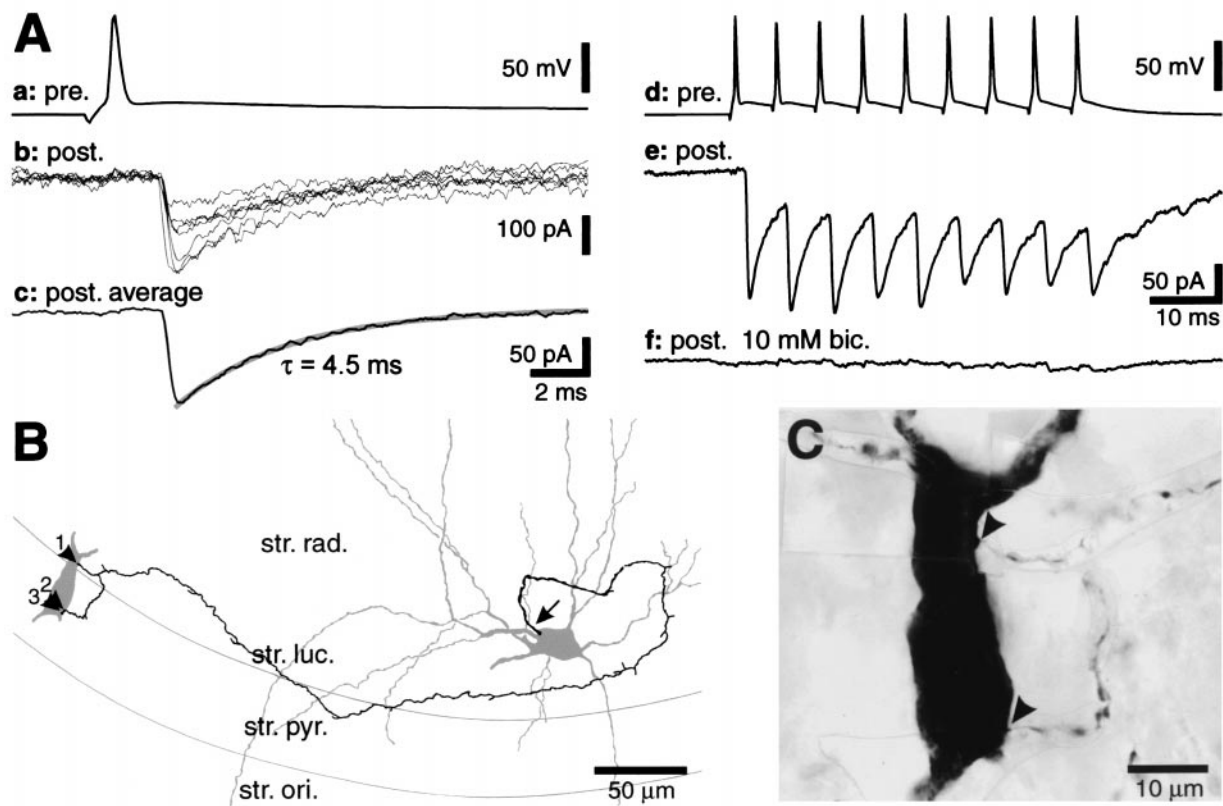 A
a: pre.
50 mV
b: post.
100 pA
c: post. average
τ = 4.5 ms
50 pA
2 ms
d: pre.
50 mV
e: post.
50 pA
10 ms
f: post. 10 mM bic.
B
1
2
3
str. rad.
str. luc.
str. pyr.
str. ori.
50 µm
C
10 µm